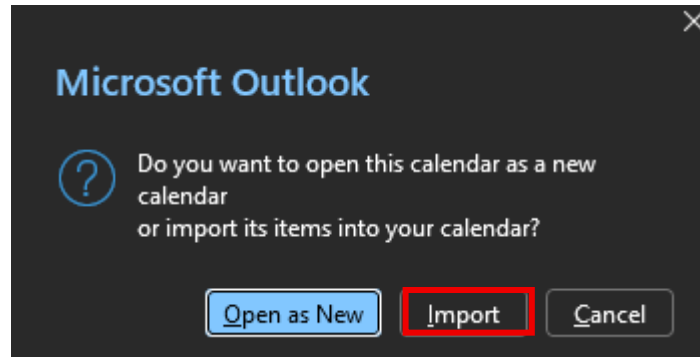 Microsoft Outlook
Do you want to open this calendar as a new
calendar
or import its items into your calendar?
Open as New Import Cancel